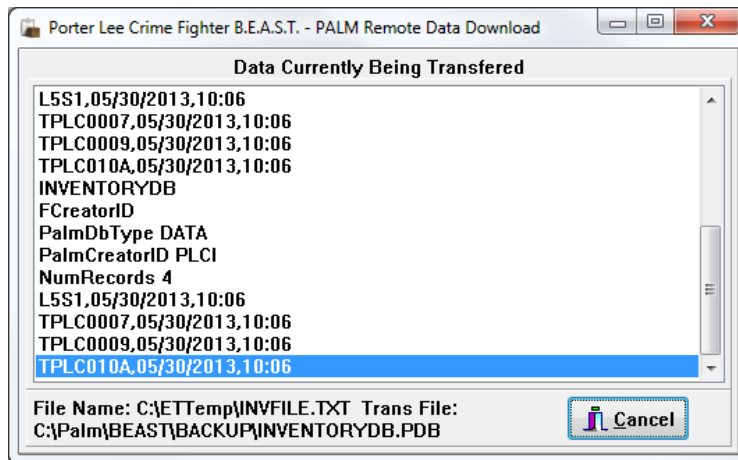 Porter Lee Crime Fighter B.E.A.S.T. - PALM Remote Data Download
Data Currently Being Transfered
L5S1,05/30/2013,10:06
TPLC0007,05/30/2013,10:06
TPLC0009,05/30/2013,10:06
TPLC010A,05/30/2013,10:06
INVENTORYDB
FCreatorID
PalmDbType DATA
PalmCreatorID PLCI
NumRecords 4
L5S1,05/30/2013,10:06
TPLC0007,05/30/2013,10:06
TPLC0009,05/30/2013,10:06
TPLC010A,05/30/2013,10:06
File Name: C:\ETTemp\INVFILE.TXT Trans File:
C:\Palm\BEAST\BACKUP\INVENTORYDB.PDB
Cancel